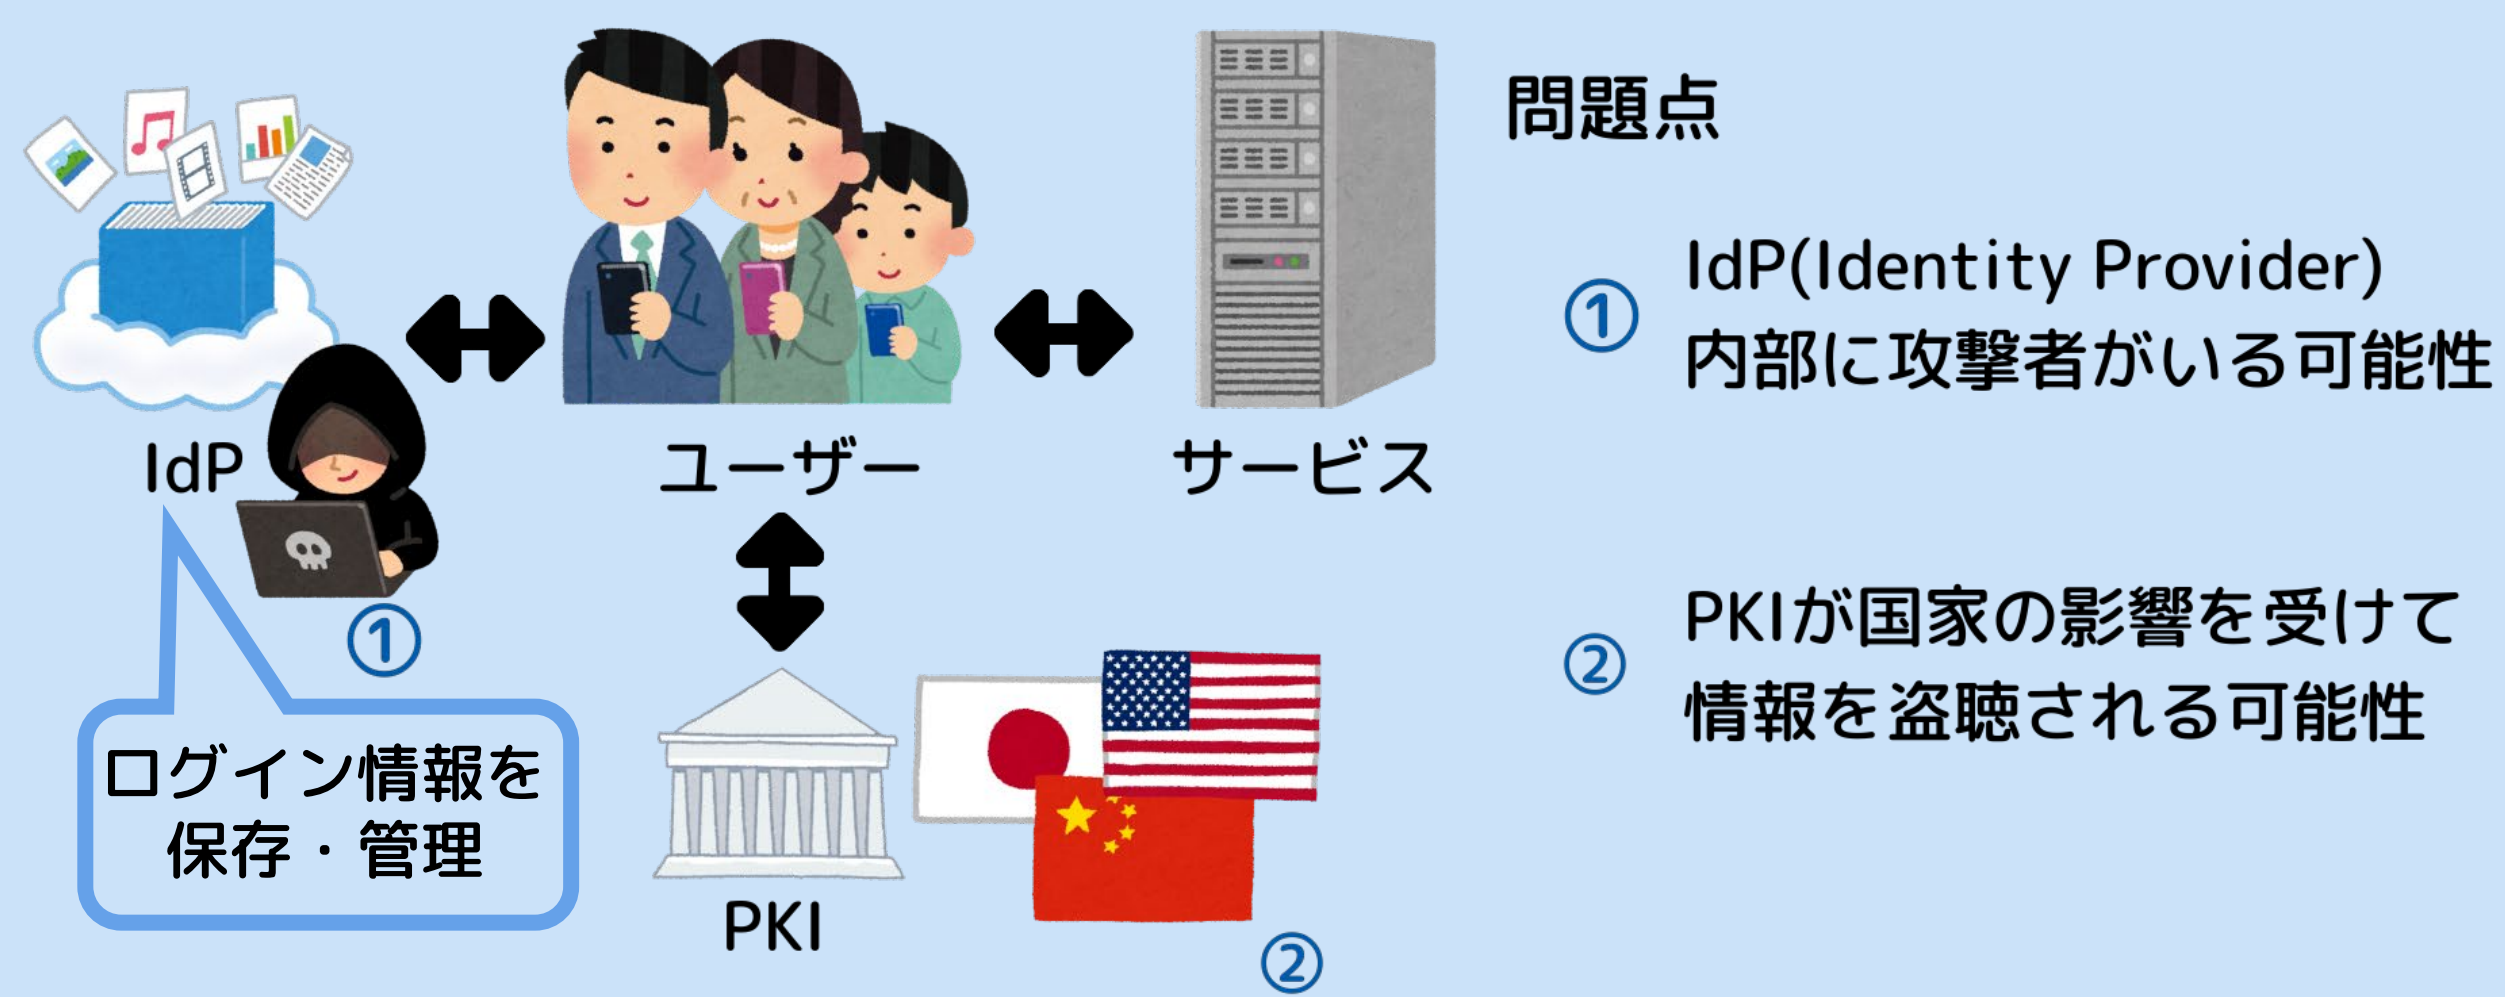 問題点
① IdP(Identity Provider)
内部に攻撃者がいる可能性
② PKIが国家の影響を受けて
情報を盗聴される可能性
IdP
ユーザー
サービス
①
ログイン情報を
保存・管理
PKI
②